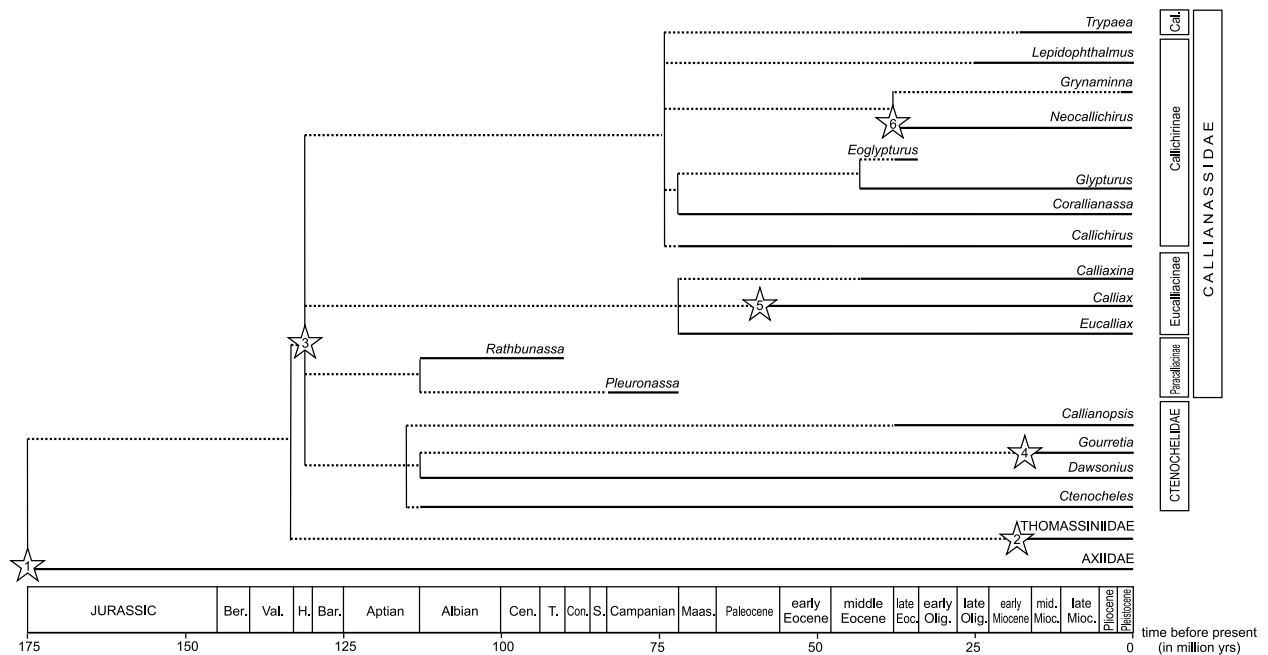 Trypaea
Lepidophthalmus
Grynaminna
6
Neocallichirus
Eoglypturus
Glypturus
Corallianassa
Callichirus
Calliaxina
5
Calliax
Eucalliax
3
Rathbunassa
Pleuronassa
Callianopsis
4
Gourretia
Dawsonius
Ctenocheles
2
THOMASSINIIDAE
1
AXIIDAE
Cal.
Callichirinae
Eucalliacinae
Paracalliacinae
CTENOCHELIDAE
CALLIANASSIDAE
JURASSIC
Ber.
Val.
H.
Bar.
Aptian
Albian
Cen.
T.
Con.
S.
Campanian
Maas.
Paleocene
early
Eocene
middle
Eocene
late
Eoc.
early
Olig.
late
Olig.
early
Miocene
mid.
Mioc.
late
Mioc.
Pliocene
Pleistocene
175
150
125
100
75
50
25
0
time before present
(in million yrs)